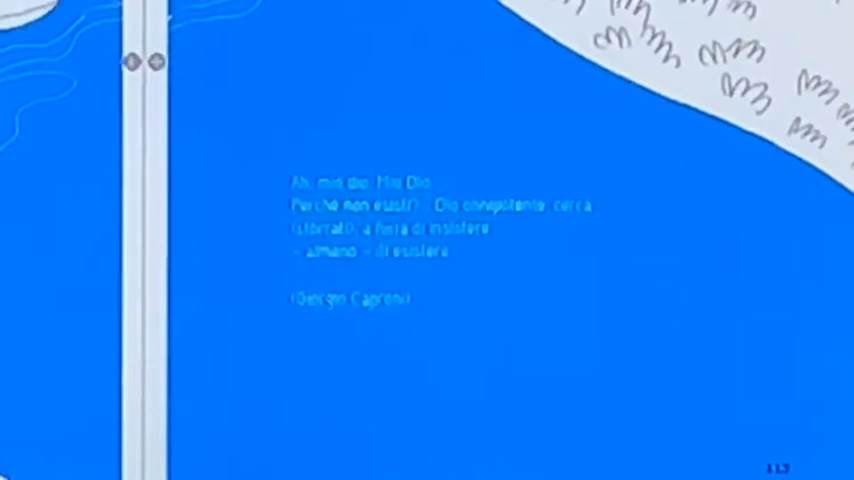 Ah, mio dio. Mio Dio.
Perché non esisti? Dio onnipotente, cerca
(sforzati), a furia di insistere
– almeno – di esistere
(Giorgio Caproni)
113